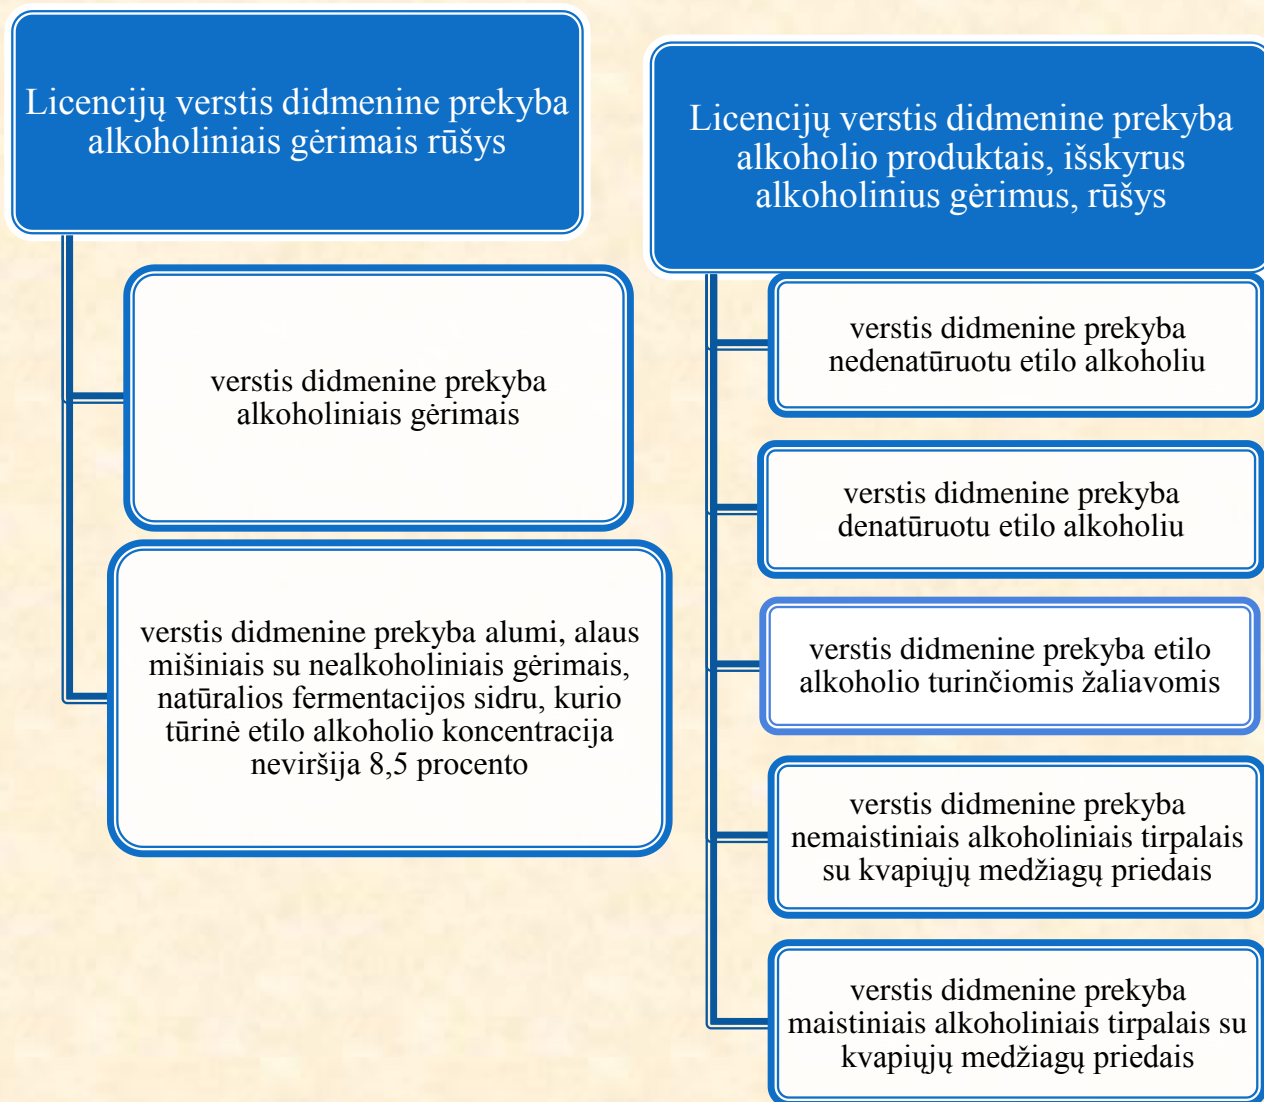 Licencijų verstis didmenine prekyba
alkoholiniais gėrimais rūšys
verstis didmenine prekyba
alkoholiniais gėrimais
verstis didmenine prekyba alumi, alaus
mišiniais su nealkoholiniais gėrimais,
natūralios fermentacijos sidru, kurio
tūrinė etilo alkoholio koncentracija
neviršija 8,5 procento
Licencijų verstis didmenine prekyba
alkoholio produktais, išskyrus
alkoholinius gėrimus, rūšys
verstis didmenine prekyba
nedenatūruotu etilo alkoholiu
verstis didmenine prekyba
denatūruotu etilo alkoholiu
verstis didmenine prekyba etilo
alkoholio turinčiomis žaliavomis
verstis didmenine prekyba
nemaistiniais alkoholiniais tirpalais
su kvapiųjų medžiagų priedais
verstis didmenine prekyba
maistiniais alkoholiniais tirpalais su
kvapiųjų medžiagų priedais